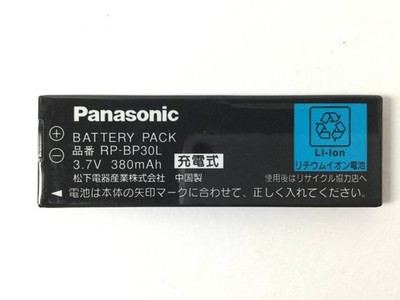 Panasonic
BATTERY PACK
品番 RP-BP30L
3.7V 380mAh 充電式
松下電器産業株式会社 中国製
電池は本体の矢印マークに合わせて入れてください。
Li-ion
リチウムイオン電池
使用後はリサイクル協力店へ